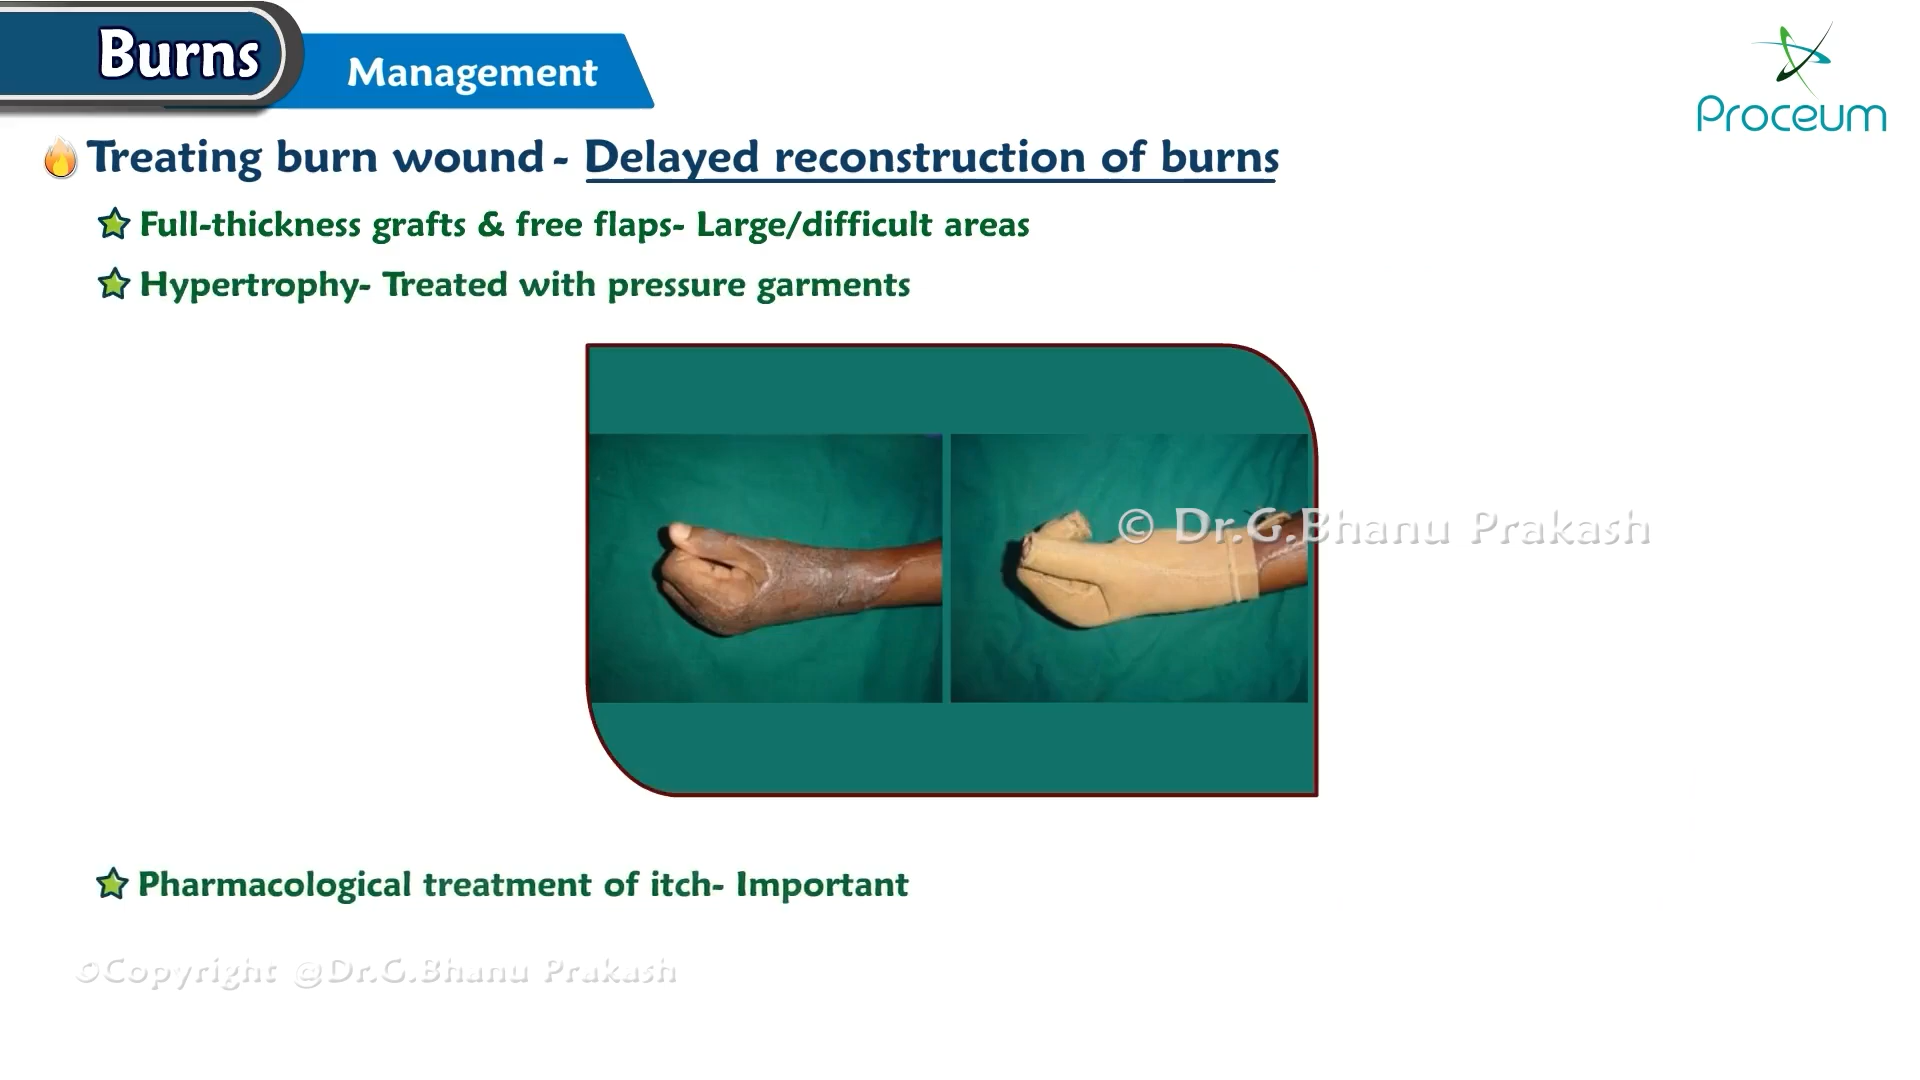 Burns
Management
Proceum
Treating burn wound - Delayed reconstruction of burns
Full-thickness grafts & free flaps- Large/difficult areas
Hypertrophy- Treated with pressure garments
© Dr.G.Bhanu Prakash
Pharmacological treatment of itch- Important
©Copyright @Dr.G.Bhanu Prakash